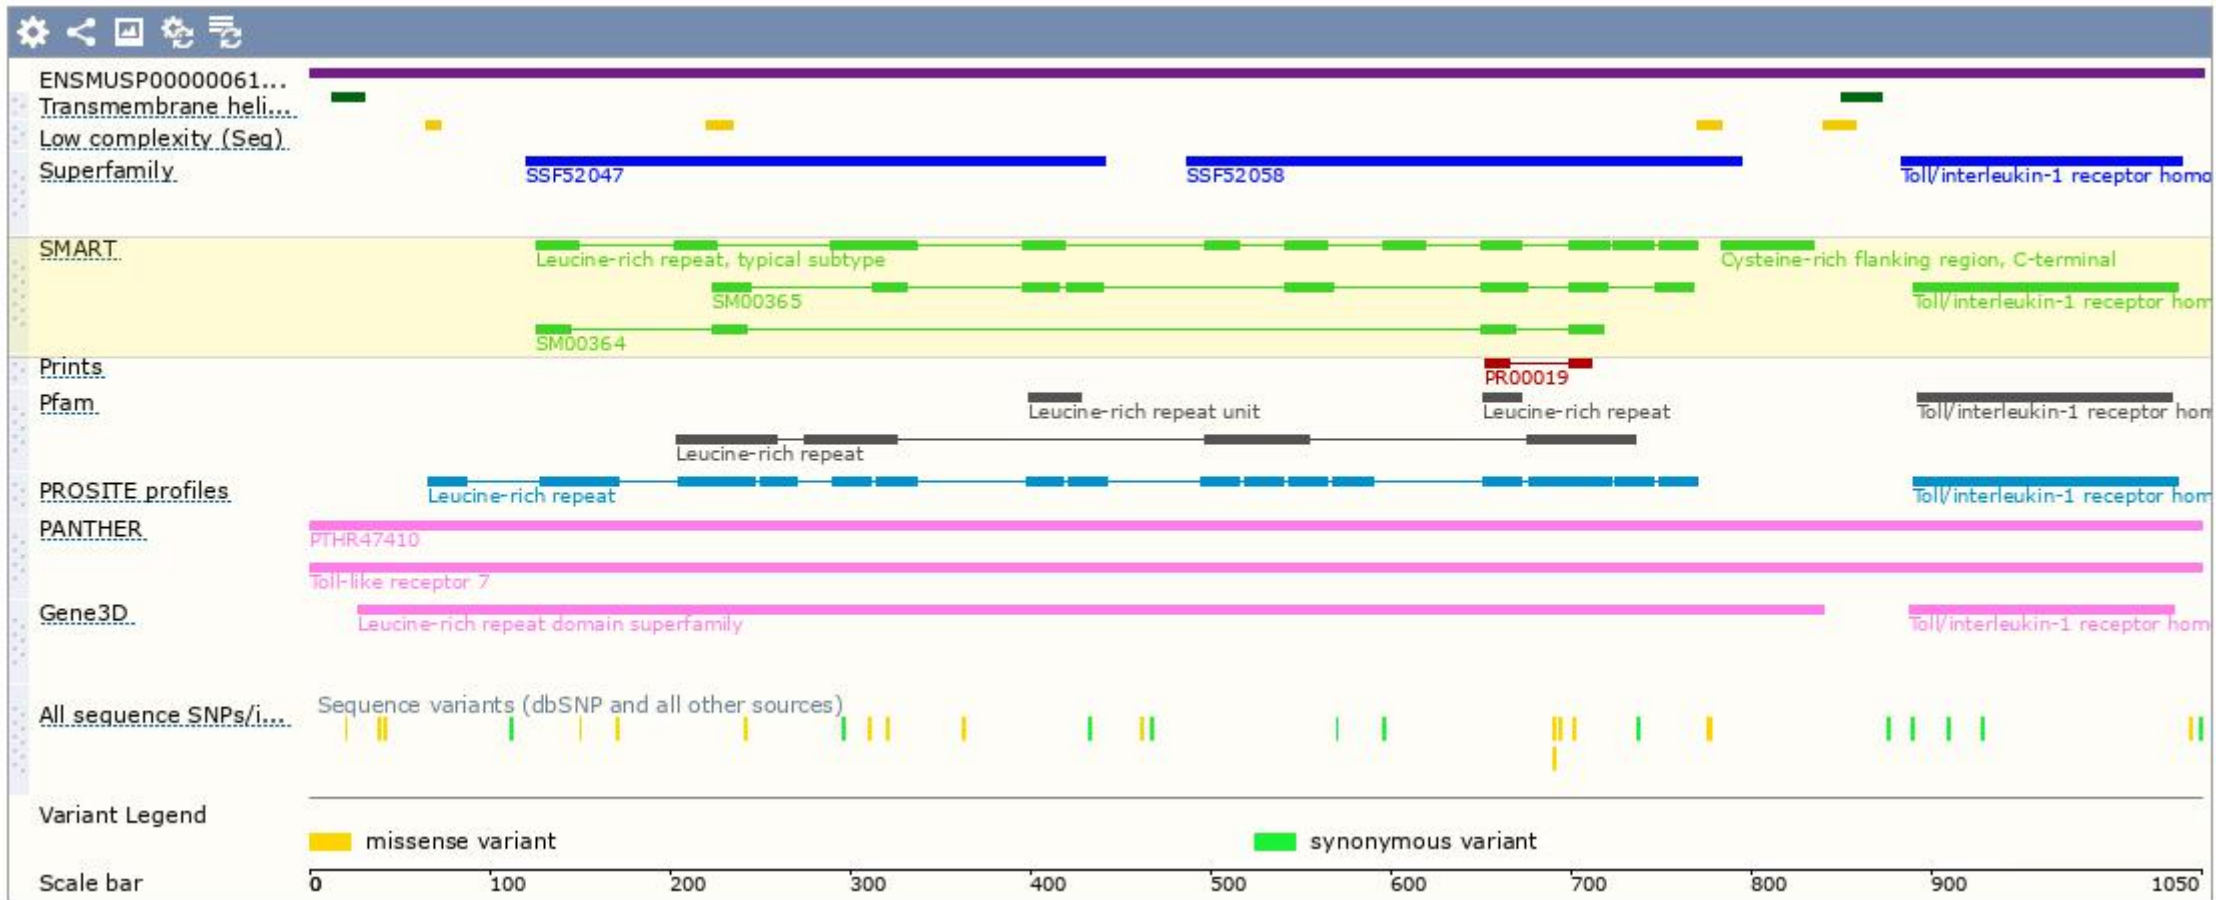 ENSMUSP00000061...
Transmembrane heli...
Low complexity (Seg)
Superfamily
SSF52047
SSF52058
Toll/interleukin-1 receptor homo
SMART
Leucine-rich repeat, typical subtype
Cysteine-rich flanking region, C-terminal
SM00365
Toll/interleukin-1 receptor hom
SM00364
Prints
PR00019
Pfam
Leucine-rich repeat unit
Leucine-rich repeat
Toll/interleukin-1 receptor hom
Leucine-rich repeat
PROSITE profiles
Leucine-rich repeat
Toll/interleukin-1 receptor hom
PANTHER
PTHR47410
Toll-like receptor 7
Gene3D
Leucine-rich repeat domain superfamily
Toll/interleukin-1 receptor hom
Sequence variants (dbSNP and all other sources)
All sequence SNPs/i...
Variant Legend
missense variant
synonymous variant
Scale bar
0 100 200 300 400 500 600 700 800 900 1050